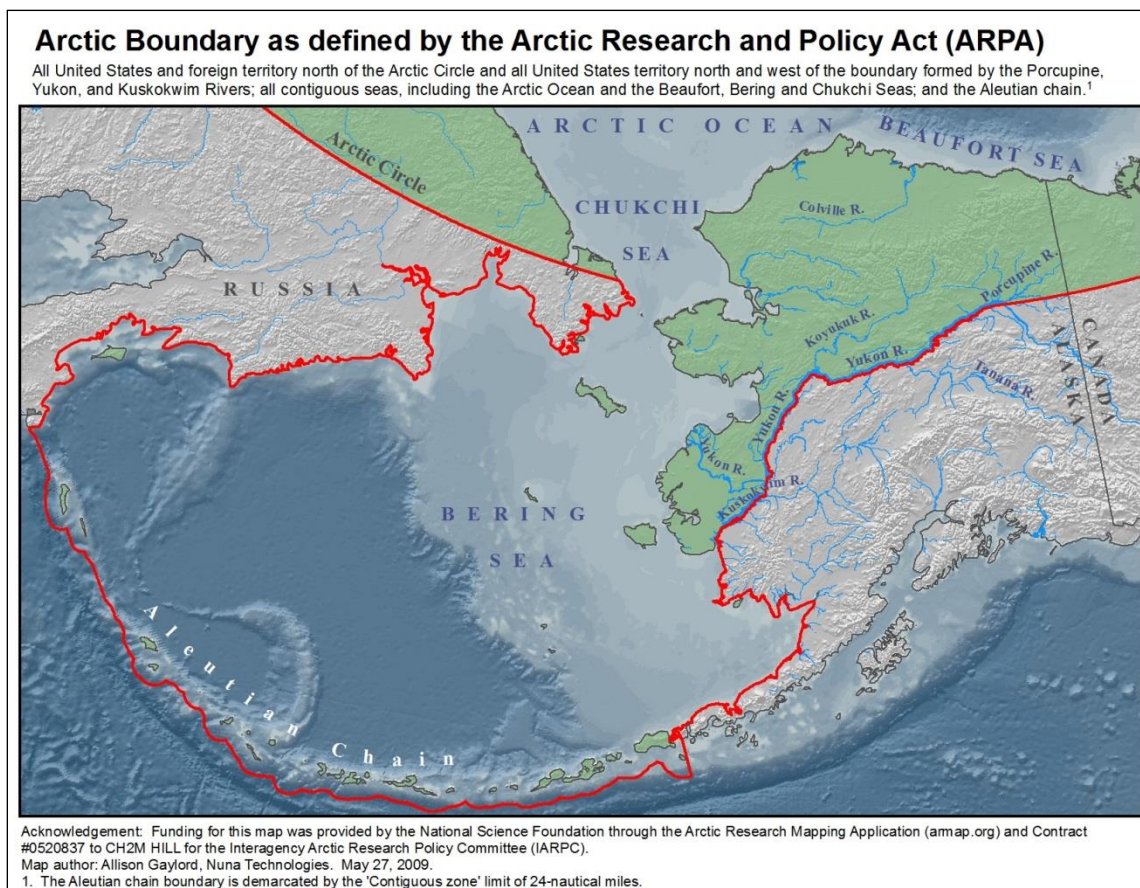 Arctic Boundary as defined by the Arctic Research and Policy Act (ARPA)
All United States and foreign territory north of the Arctic Circle and all United States territory north and west of the boundary formed by the Porcupine,
Yukon, and Kuskokwim Rivers; all contiguous seas, including the Arctic Ocean and the Beaufort, Bering and Chukchi Seas; and the Aleutian chain.1
ARCTIC OCEAN
BEAUFORT SEA
Arctic Circle
CHUKCHI
SEA
Colville R.
RUSSIA
Porcupine R.
Koyukuk R.
Yukon R.
CANADA
ALASKA
Tanana R.
Yukon R.
Yukon R.
Kuskokwim R.
BERING
SEA
Aleutian
Chain
Acknowledgement: Funding for this map was provided by the National Science Foundation through the Arctic Research Mapping Application (armap.org) and Contract
#0520837 to CH2M HILL for the Interagency Arctic Research Policy Committee (IARPC).
Map author: Allison Gaylord, Nuna Technologies. May 27, 2009.
1. The Aleutian chain boundary is demarcated by the 'Contiguous zone' limit of 24-nautical miles.